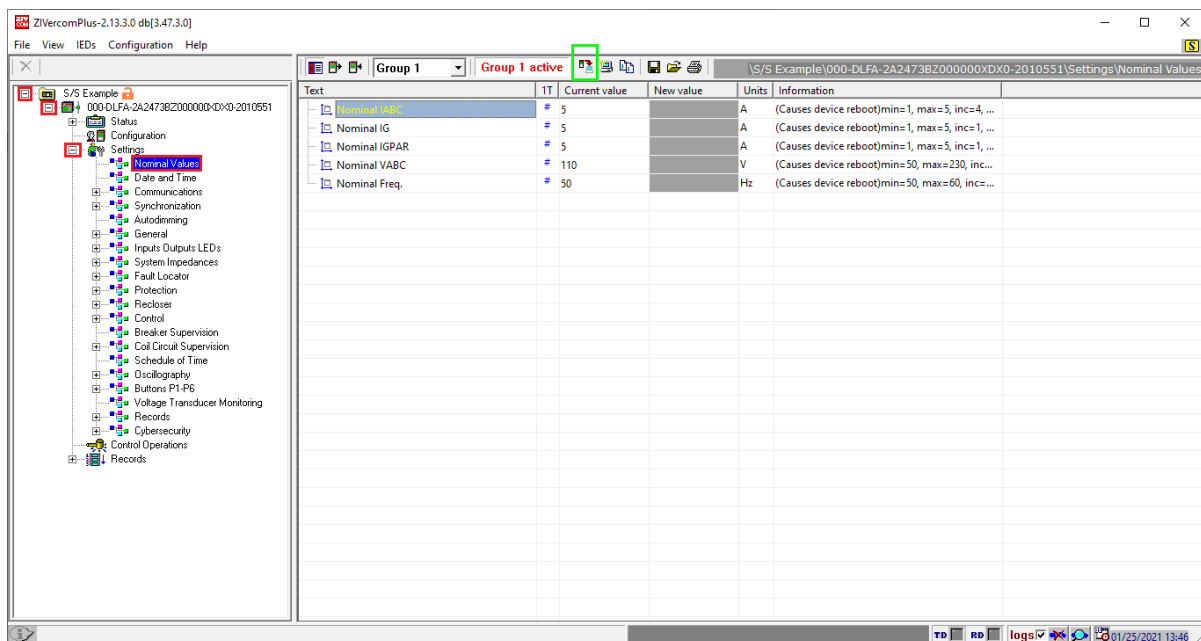 ZIVercomPlus-2.13.3.0 db[3.47.3.0]
File View IEDs Configuration Help
Group 1 Group 1 active \S/S Example\000-DLFA-2A2473BZ000000XDX0-2010551\Settings\Nominal Values
S/S Example
000-DLFA-2A2473BZ000000XDX0-2010551
Status
Configuration
Settings
Nominal Values
Date and Time
Communications
Synchronization
Autodimming
General
Inputs Outputs LEDs
System Impedances
Fault Locator
Protection
Recloser
Control
Breaker Supervision
Coil Circuit Supervision
Schedule of Time
Oscillography
Buttons P1-P6
Voltage Transducer Monitoring
Records
Cybersecurity
Control Operations
Records
Text 1T Current value New value Units Information
Nominal IABC # 5 A (Causes device reboot)min=1, max=5, inc=4, ...
Nominal IG # 5 A (Causes device reboot)min=1, max=5, inc=1, ...
Nominal IGPAR # 5 A (Causes device reboot)min=1, max=5, inc=1, ...
Nominal VABC # 110 V (Causes device reboot)min=50, max=230, inc...
Nominal Freq. # 50 Hz (Causes device reboot)min=50, max=60, inc=...
TD RD logs 01/25/2021 13:46